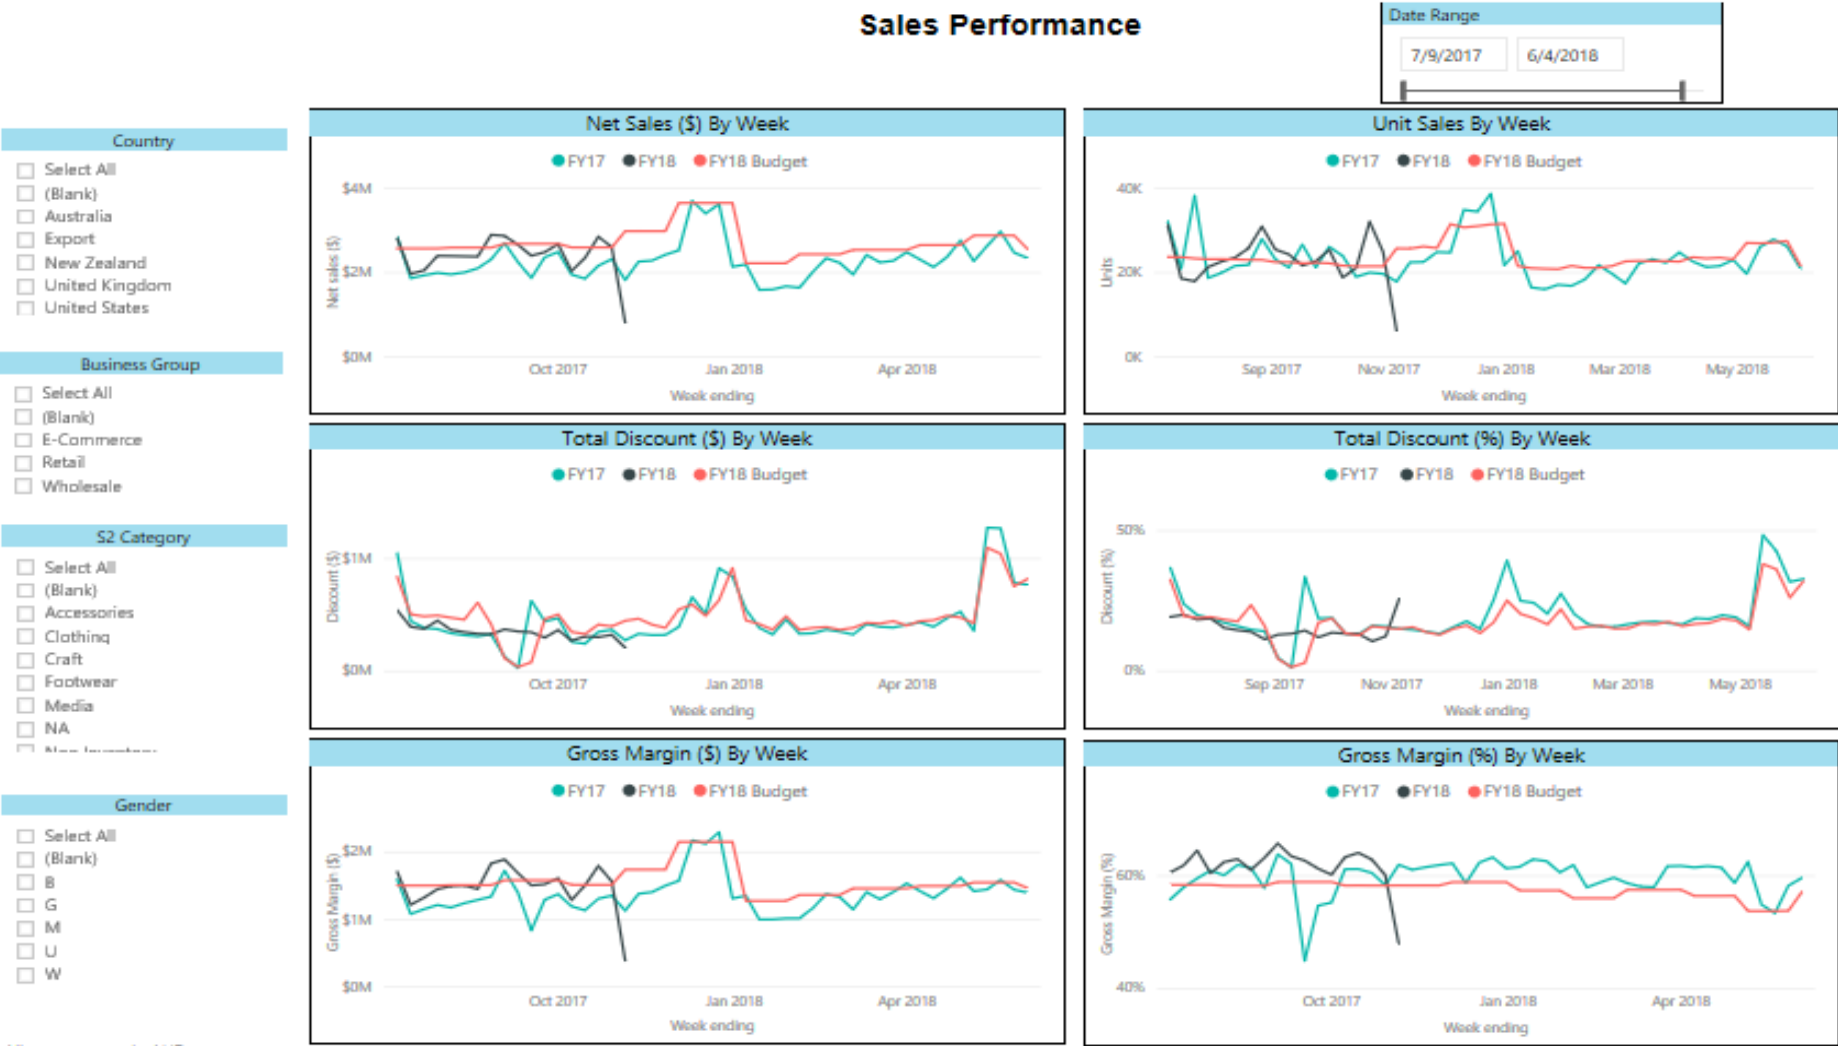 Sales Performance
Date Range
7/9/2017 6/4/2018
Country
Select All
(Blank)
Australia
Export
New Zealand
United Kingdom
United States
Business Group
Select All
(Blank)
E-Commerce
Retail
Wholesale
S2 Category
Select All
(Blank)
Accessories
Clothing
Craft
Footwear
Media
NA
Gender
Select All
(Blank)
B
G
M
U
W
Net Sales ($) By Week
FY17 FY18 FY18 Budget
Net sales ($)
$4M
$2M
$0M
Oct 2017 Jan 2018 Apr 2018
Week ending
Unit Sales By Week
FY17 FY18 FY18 Budget
Units
40K
20K
0K
Sep 2017 Nov 2017 Jan 2018 Mar 2018 May 2018
Week ending
Total Discount ($) By Week
FY17 FY18 FY18 Budget
Discount ($)
$1M
$0M
Oct 2017 Jan 2018 Apr 2018
Week ending
Total Discount (%) By Week
FY17 FY18 FY18 Budget
Discount (%)
50%
0%
Sep 2017 Nov 2017 Jan 2018 Mar 2018 May 2018
Week ending
Gross Margin ($) By Week
FY17 FY18 FY18 Budget
Gross Margin ($)
$2M
$1M
$0M
Oct 2017 Jan 2018 Apr 2018
Week ending
Gross Margin (%) By Week
FY17 FY18 FY18 Budget
Gross Margin (%)
60%
40%
Oct 2017 Jan 2018 Apr 2018
Week ending